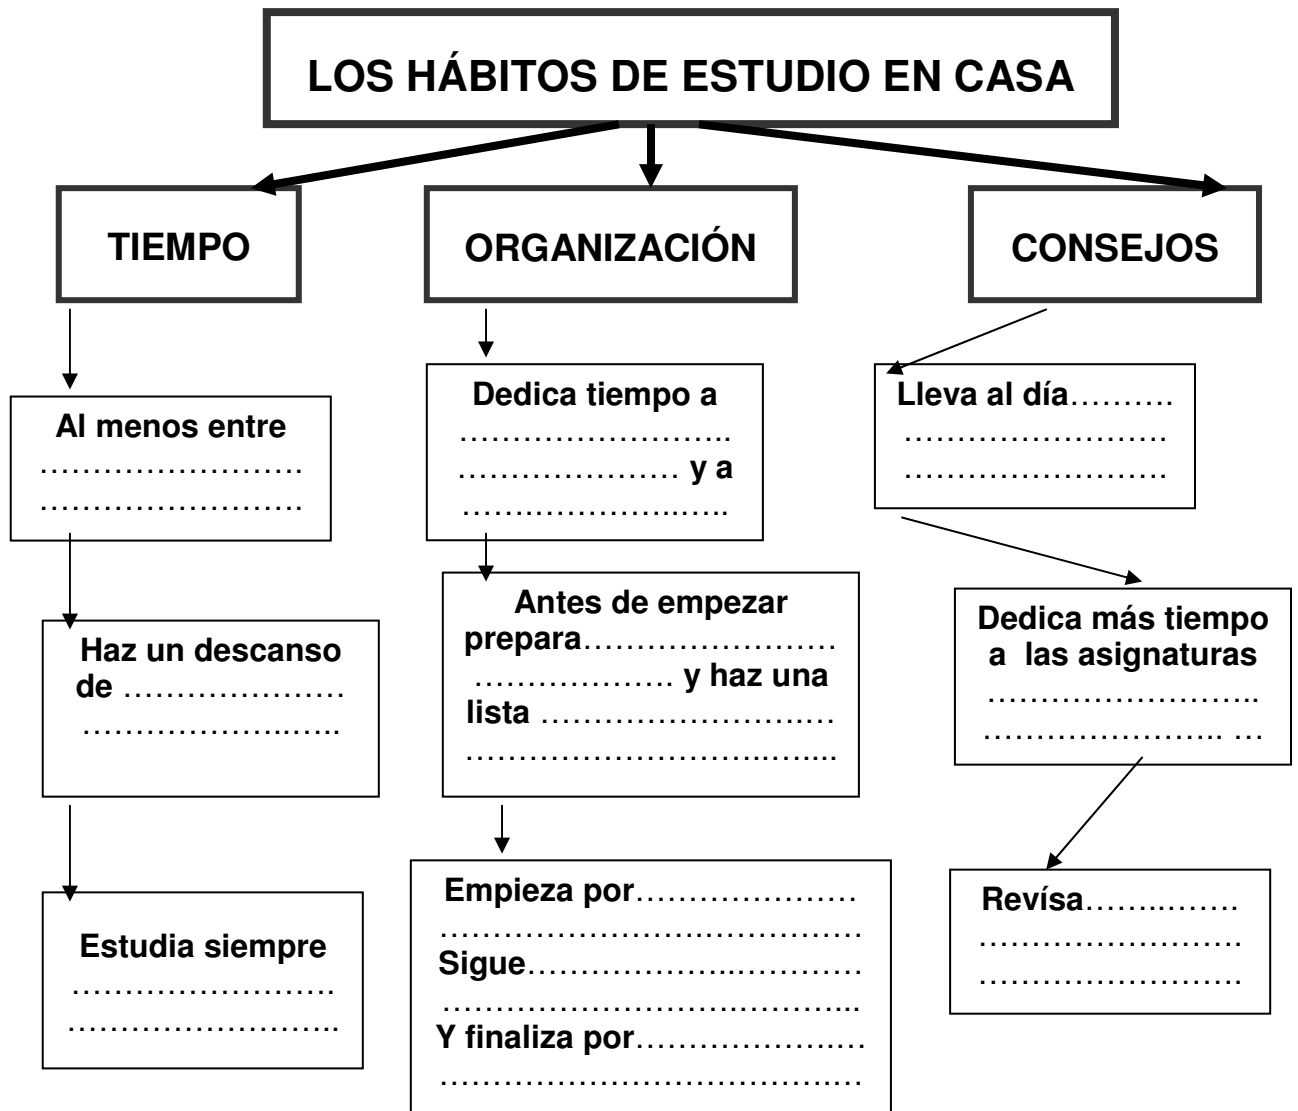 LOS HÁBITOS DE ESTUDIO EN CASA
TIEMPO
ORGANIZACIÓN
CONSEJOS
Al menos entre
…………………….
…………………….
Haz un descanso
de …………………
………………..…..
Estudia siempre
…………………….
……………………..
Dedica tiempo a
……………………..
………………… y a
…….…………..…..
Antes de empezar
prepara……………………
………………. y haz una
lista ……………………….…
………………………..…....
Empieza por…………………
…………………….……………
Sigue………………..…………
…………………………………...
Y finaliza por……………….…
……………………………….…
Lleva al día……….
…………………….
…………………….
Dedica más tiempo
a las asignaturas
……………………..
………………….. …
Revísa……..…….
…………………….
…………………….